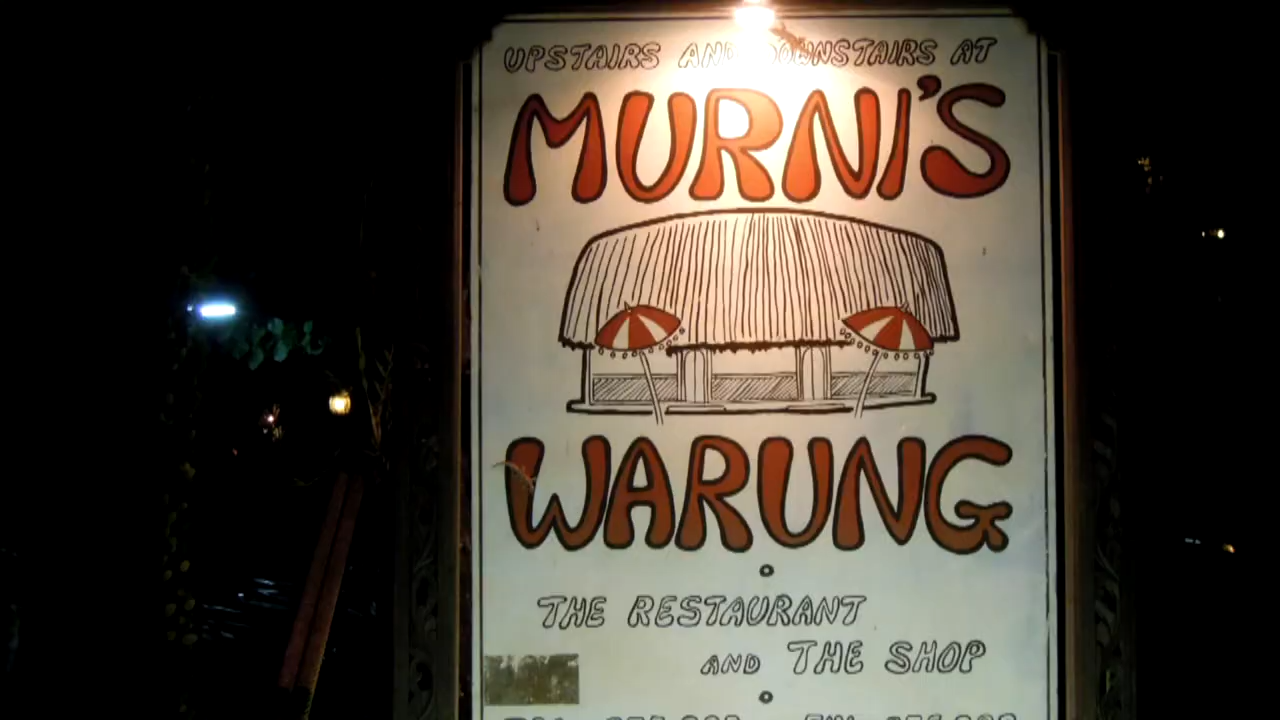 UPSTAIRS AND DOWNSTAIRS AT
MURNI'S
WARUNG
THE RESTAURANT
AND THE SHOP